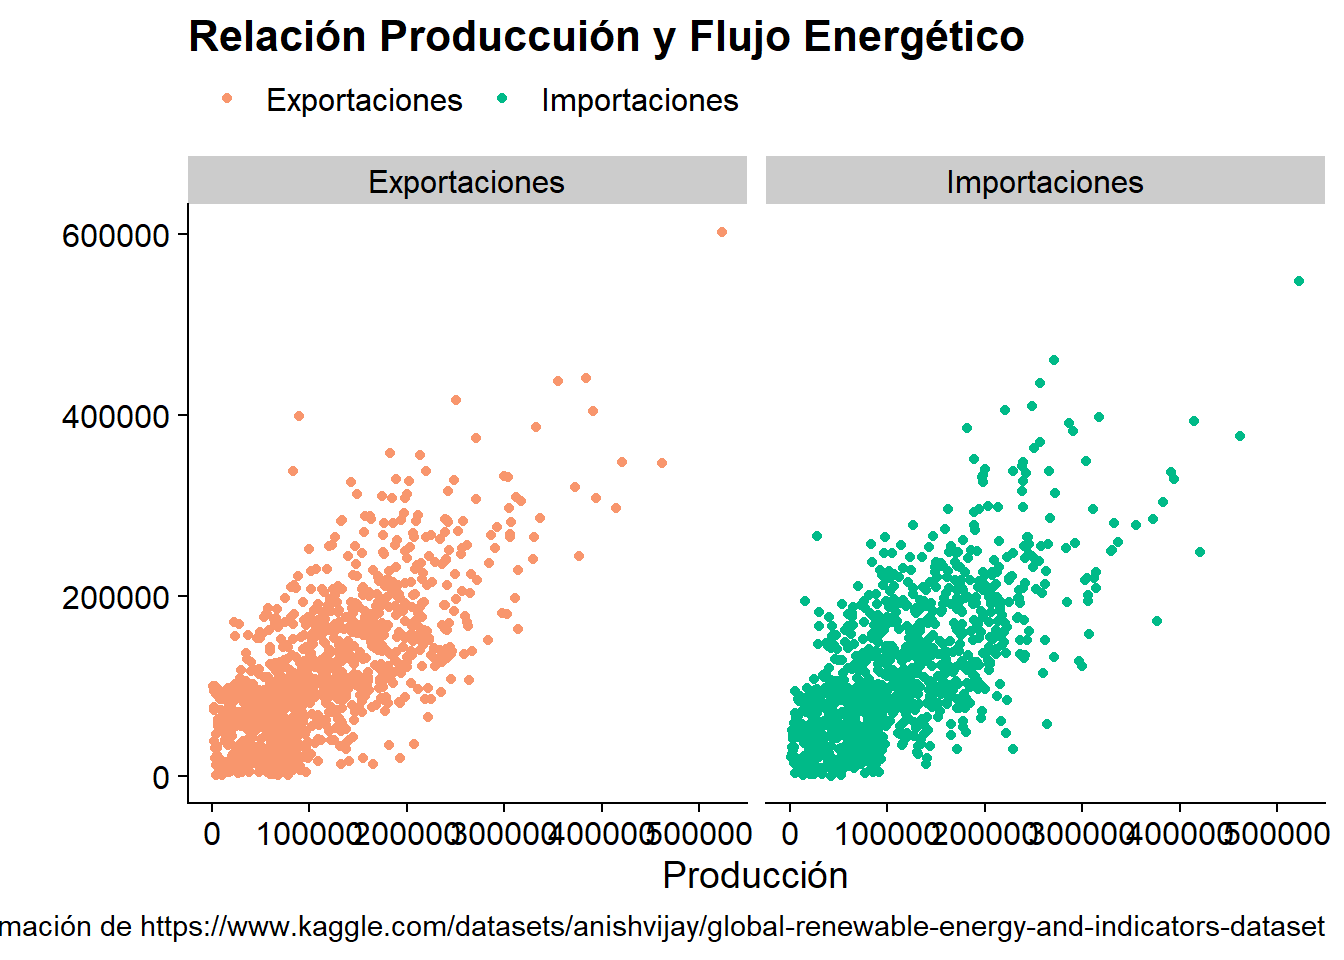 Relación Produccuión y Flujo Energético
Exportaciones Importaciones
Exportaciones Importaciones
600000
400000
200000
0
0 100000 200000 300000 400000 500000 0 100000 200000 300000 400000 500000
Producción
mación de https://www.kaggle.com/datasets/anishvijay/global-renewable-energy-and-indicators-dataset